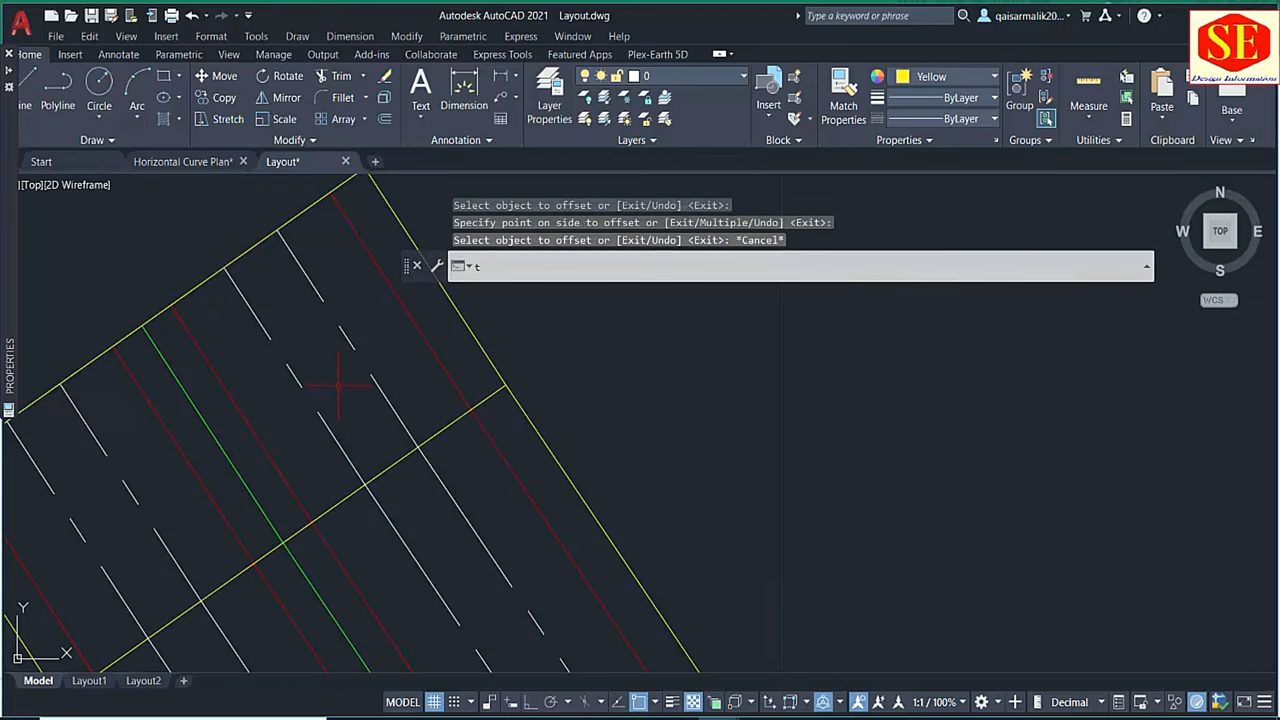 Autodesk AutoCAD 2021 Layout.dwg
Type a keyword or phrase
qaisarmalik20...
SE
Design Information
File Edit View Insert Format Tools Draw Dimension Modify Parametric Express Window Help
Home Insert Annotate Parametric View Manage Output Add-ins Collaborate Express Tools Featured Apps Plex-Earth 5D
Move Rotate Trim
Copy Mirror Fillet
Stretch Scale Array
Polyline Circle Arc
Text Dimension
Layer Properties
0
Insert
Match Properties
Yellow
ByLayer
ByLayer
Group
Measure
Paste
Base
Draw Modify Annotation Layers Block Properties Groups Utilities Clipboard View
Start Horizontal Curve Plan* Layout*
[Top][2D Wireframe]
Select object to offset or [Exit/Undo] <Exit>:
Specify point on side to offset or [Exit/Multiple/Undo] <Exit>:
Select object to offset or [Exit/Undo] <Exit>: *Cancel*
t
N
W TOP E
S
WCS
PROPERTIES
Y
X
Model Layout1 Layout2
MODEL 1:1 / 100% Decimal